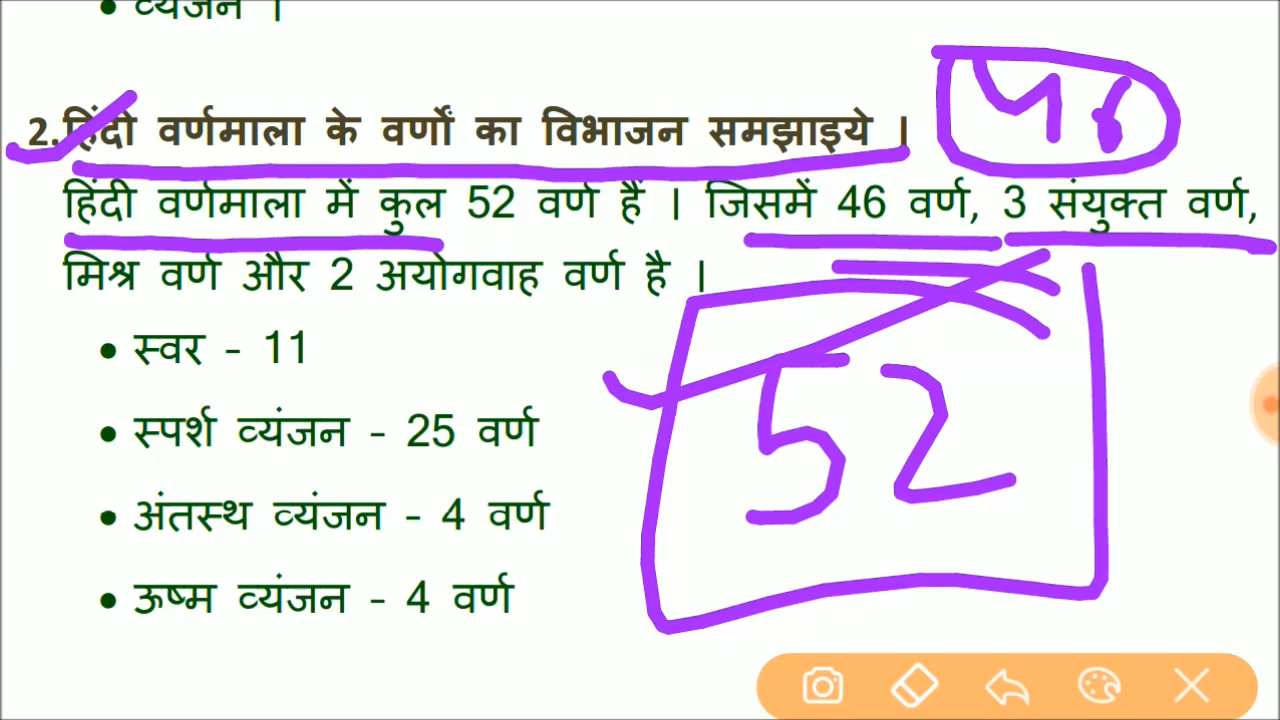 • व्यंजन ।
2. हिंदी वर्णमाला के वर्णों का विभाजन समझाइये ।
46
हिंदी वर्णमाला में कुल 52 वर्ण हैं । जिसमें 46 वर्ण, 3 संयुक्त वर्ण,
मिश्र वर्ण और 2 अयोगवाह वर्ण है ।
• स्वर - 11
52
• स्पर्श व्यंजन - 25 वर्ण
• अंतस्थ व्यंजन - 4 वर्ण
• ऊष्म व्यंजन - 4 वर्ण